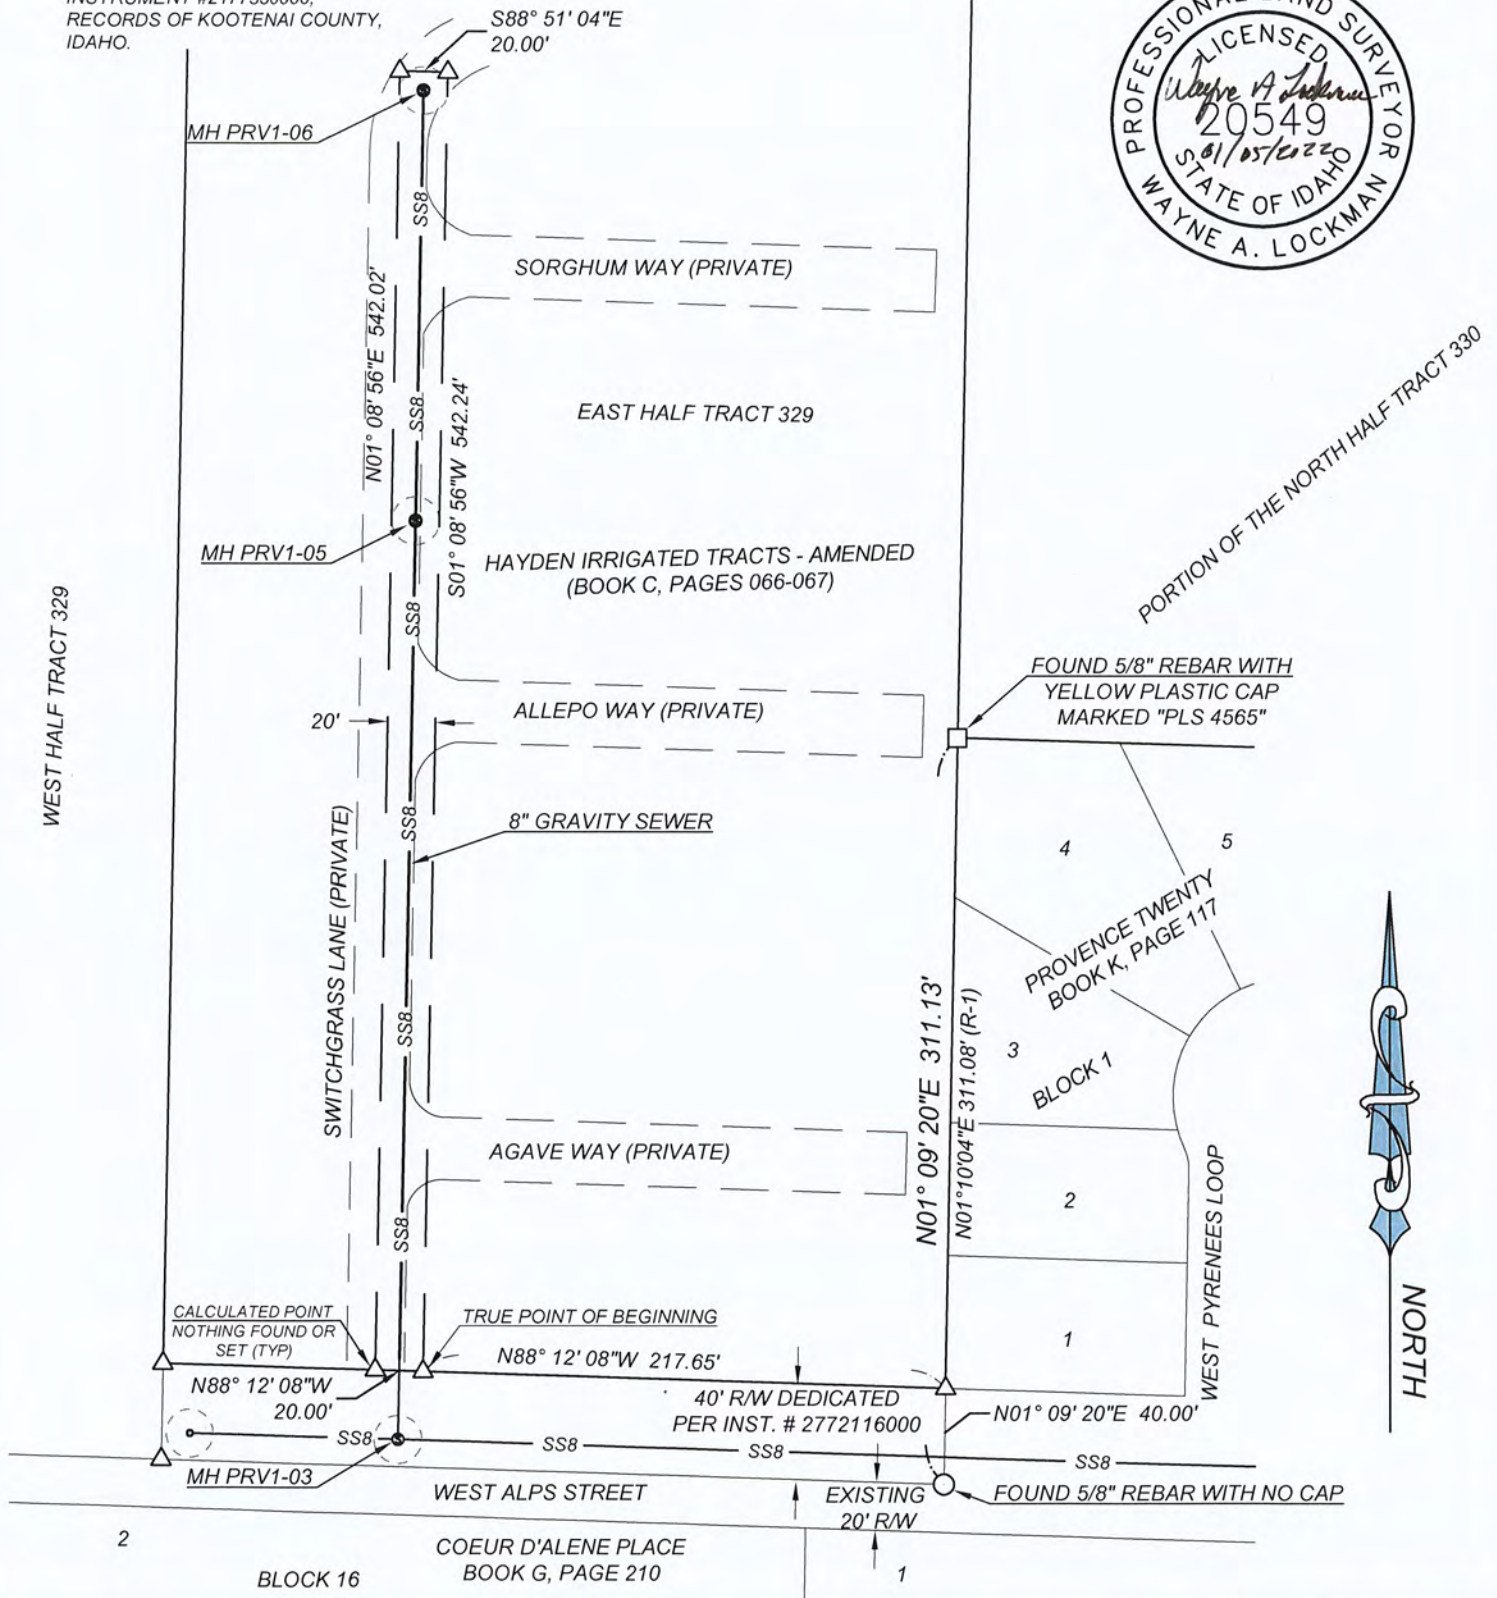 RECORDS OF KOOTENAI COUNTY,
IDAHO.
S88° 51' 04"E
20.00'
PROFESSIONAL LAND SURVEYOR
LICENSED
Wayne A Lockman
20549
01/05/2022
STATE OF IDAHO
WAYNE A. LOCKMAN
MH PRV1-06
SS8
SORGHUM WAY (PRIVATE)
N01° 08' 56"E 542.02'
S01° 08' 56"W 542.24'
SS8
EAST HALF TRACT 329
PORTION OF THE NORTH HALF TRACT 330
MH PRV1-05
HAYDEN IRRIGATED TRACTS - AMENDED
(BOOK C, PAGES 066-067)
SS8
WEST HALF TRACT 329
FOUND 5/8" REBAR WITH
YELLOW PLASTIC CAP
MARKED "PLS 4565"
20'
ALLEPO WAY (PRIVATE)
SS8
8" GRAVITY SEWER
4
5
PROVENCE TWENTY
BOOK K, PAGE 117
SWITCHGRASS LANE (PRIVATE)
SS8
N01° 09' 20"E 311.13'
N01°10'04"E 311.08' (R-1)
3
BLOCK 1
AGAVE WAY (PRIVATE)
SS8
2
WEST PYRENEES LOOP
NORTH
CALCULATED POINT
NOTHING FOUND OR
SET (TYP)
TRUE POINT OF BEGINNING
1
N88° 12' 08"W 217.65'
N88° 12' 08"W
20.00'
40' R/W DEDICATED
PER INST. # 2772116000
N01° 09' 20"E 40.00'
SS8
SS8
SS8
SS8
MH PRV1-03
WEST ALPS STREET
EXISTING
20' R/W
FOUND 5/8" REBAR WITH NO CAP
2
COEUR D'ALENE PLACE
BOOK G, PAGE 210
BLOCK 16
1